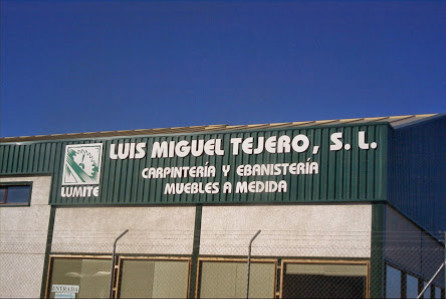 LUIS MIGUEL TEJERO, S. L.
CARPINTERÍA Y EBANISTERÍA
MUEBLES A MEDIDA
LUMITE
ENTRADA